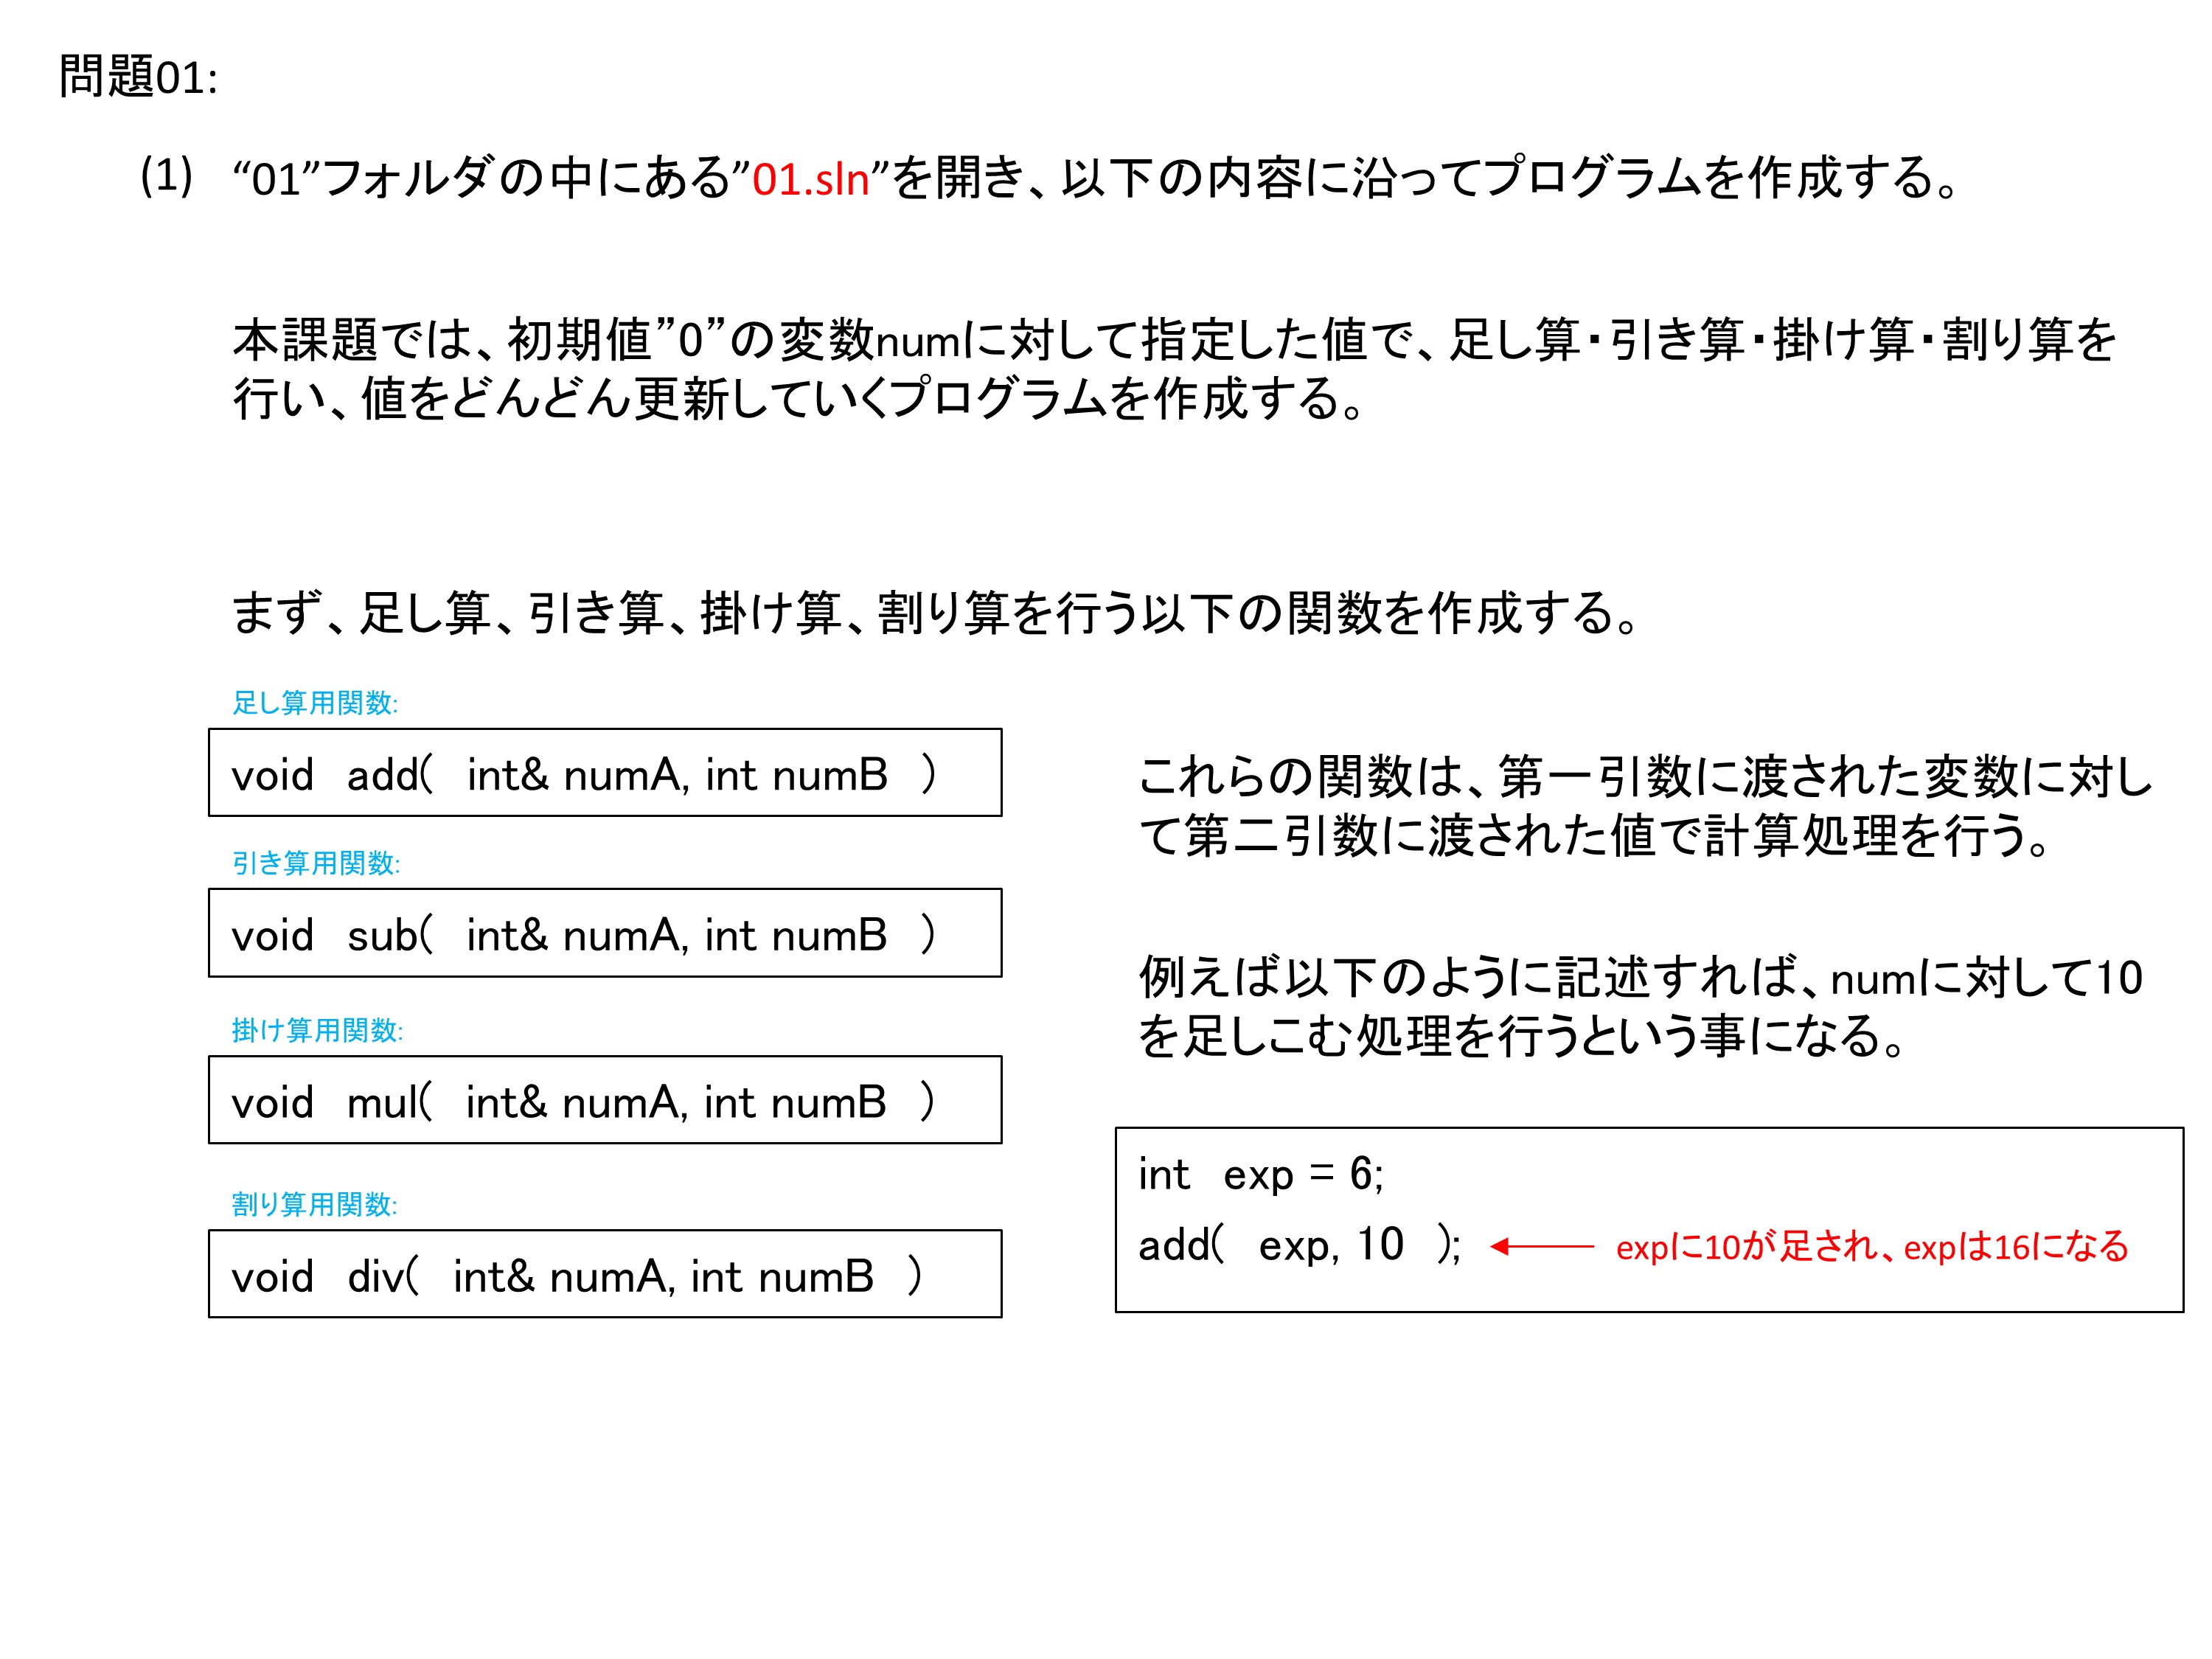 問題01:
(1) “01”フォルダの中にある”01.sln”を開き、以下の内容に沿ってプログラムを作成する。
本課題では、初期値”0”の変数numに対して指定した値で、足し算・引き算・掛け算・割り算を
行い、値をどんどん更新していくプログラムを作成する。
まず、足し算、引き算、掛け算、割り算を行う以下の関数を作成する。
足し算用関数:
void add( int& numA, int numB )
引き算用関数:
void sub( int& numA, int numB )
掛け算用関数:
void mul( int& numA, int numB )
割り算用関数:
void div( int& numA, int numB )
これらの関数は、第一引数に渡された変数に対し
て第二引数に渡された値で計算処理を行う。
例えば以下のように記述すれば、numに対して10
を足しこむ処理を行うという事になる。
int exp = 6;
add( exp, 10 ); expに10が足され、expは16になる